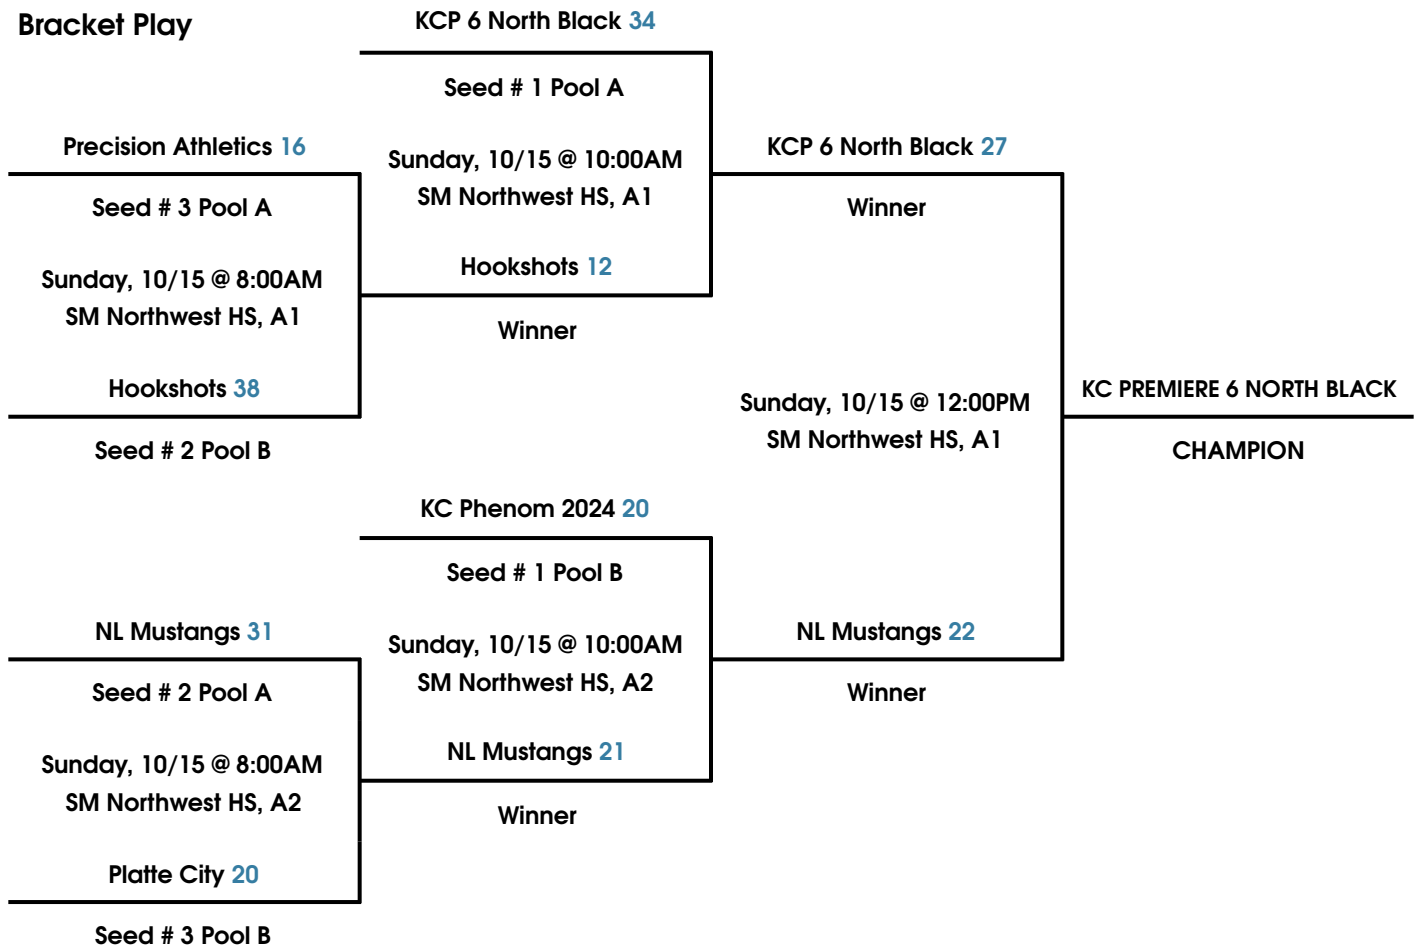 Bracket Play
KCP 6 North Black 34
Seed # 1 Pool A
Precision Athletics 16
Sunday, 10/15 @ 10:00AM
SM Northwest HS, A1
KCP 6 North Black 27
Seed # 3 Pool A
Winner
Sunday, 10/15 @ 8:00AM
SM Northwest HS, A1
Hookshots 12
Winner
Hookshots 38
Seed # 2 Pool B
Sunday, 10/15 @ 12:00PM
SM Northwest HS, A1
KC PREMIERE 6 NORTH BLACK
CHAMPION
KC Phenom 2024 20
Seed # 1 Pool B
NL Mustangs 31
Sunday, 10/15 @ 10:00AM
SM Northwest HS, A2
NL Mustangs 22
Seed # 2 Pool A
Winner
Sunday, 10/15 @ 8:00AM
SM Northwest HS, A2
NL Mustangs 21
Winner
Platte City 20
Seed # 3 Pool B